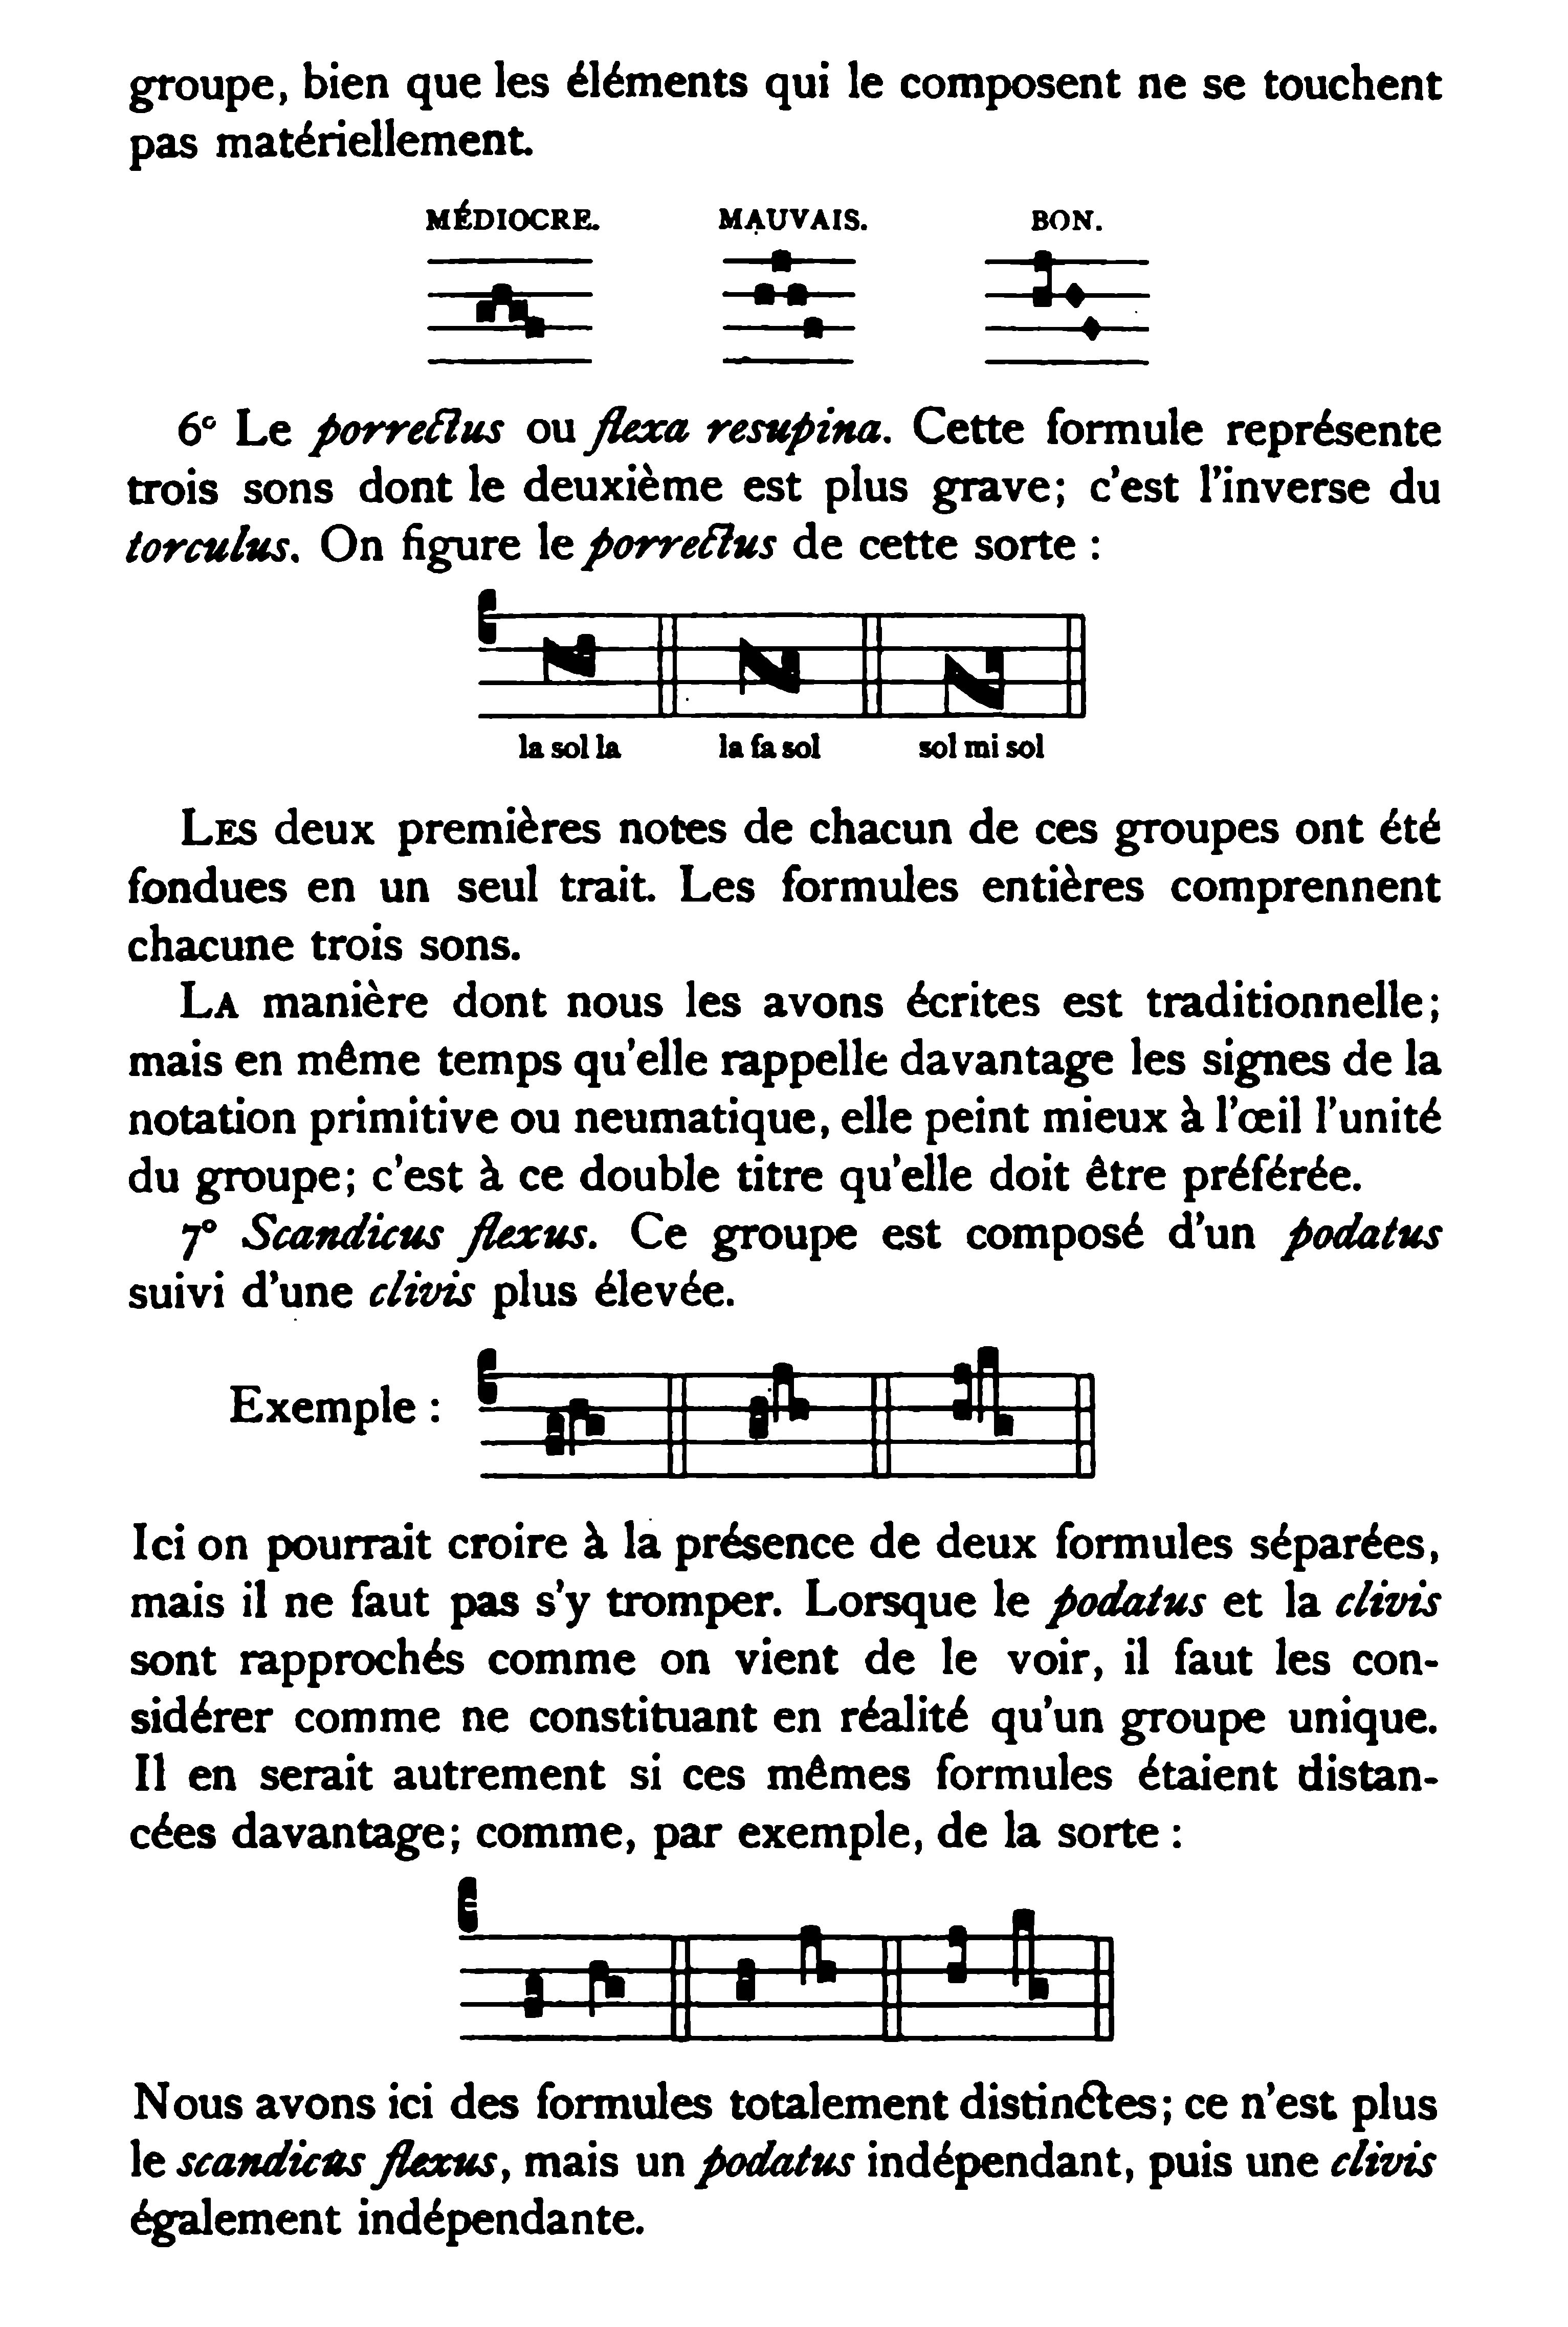 groupe, bien que les éléments qui le composent ne se touchent
pas matériellement.
MÉDIOCRE. MAUVAIS. BON.
6° Le porrectus ou flexa resupina. Cette formule représente
trois sons dont le deuxième est plus grave; c'est l'inverse du
torculus. On figure le porrectus de cette sorte :
la sol la la fa sol sol mi sol
LES deux premières notes de chacun de ces groupes ont été
fondues en un seul trait. Les formules entières comprennent
chacune trois sons.
LA manière dont nous les avons écrites est traditionnelle;
mais en même temps qu'elle rappelle davantage les signes de la
notation primitive ou neumatique, elle peint mieux à l'œil l'unité
du groupe; c'est à ce double titre qu'elle doit être préférée.
7° Scandicus flexus. Ce groupe est composé d'un podatus
suivi d'une clivis plus élevée.
Exemple :
Ici on pourrait croire à la présence de deux formules séparées,
mais il ne faut pas s'y tromper. Lorsque le podatus et la clivis
sont rapprochés comme on vient de le voir, il faut les con-
sidérer comme ne constituant en réalité qu'un groupe unique.
Il en serait autrement si ces mêmes formules étaient distan-
cées davantage; comme, par exemple, de la sorte :
Nous avons ici des formules totalement distinctes; ce n'est plus
le scandicus flexus, mais un podatus indépendant, puis une clivis
également indépendante.